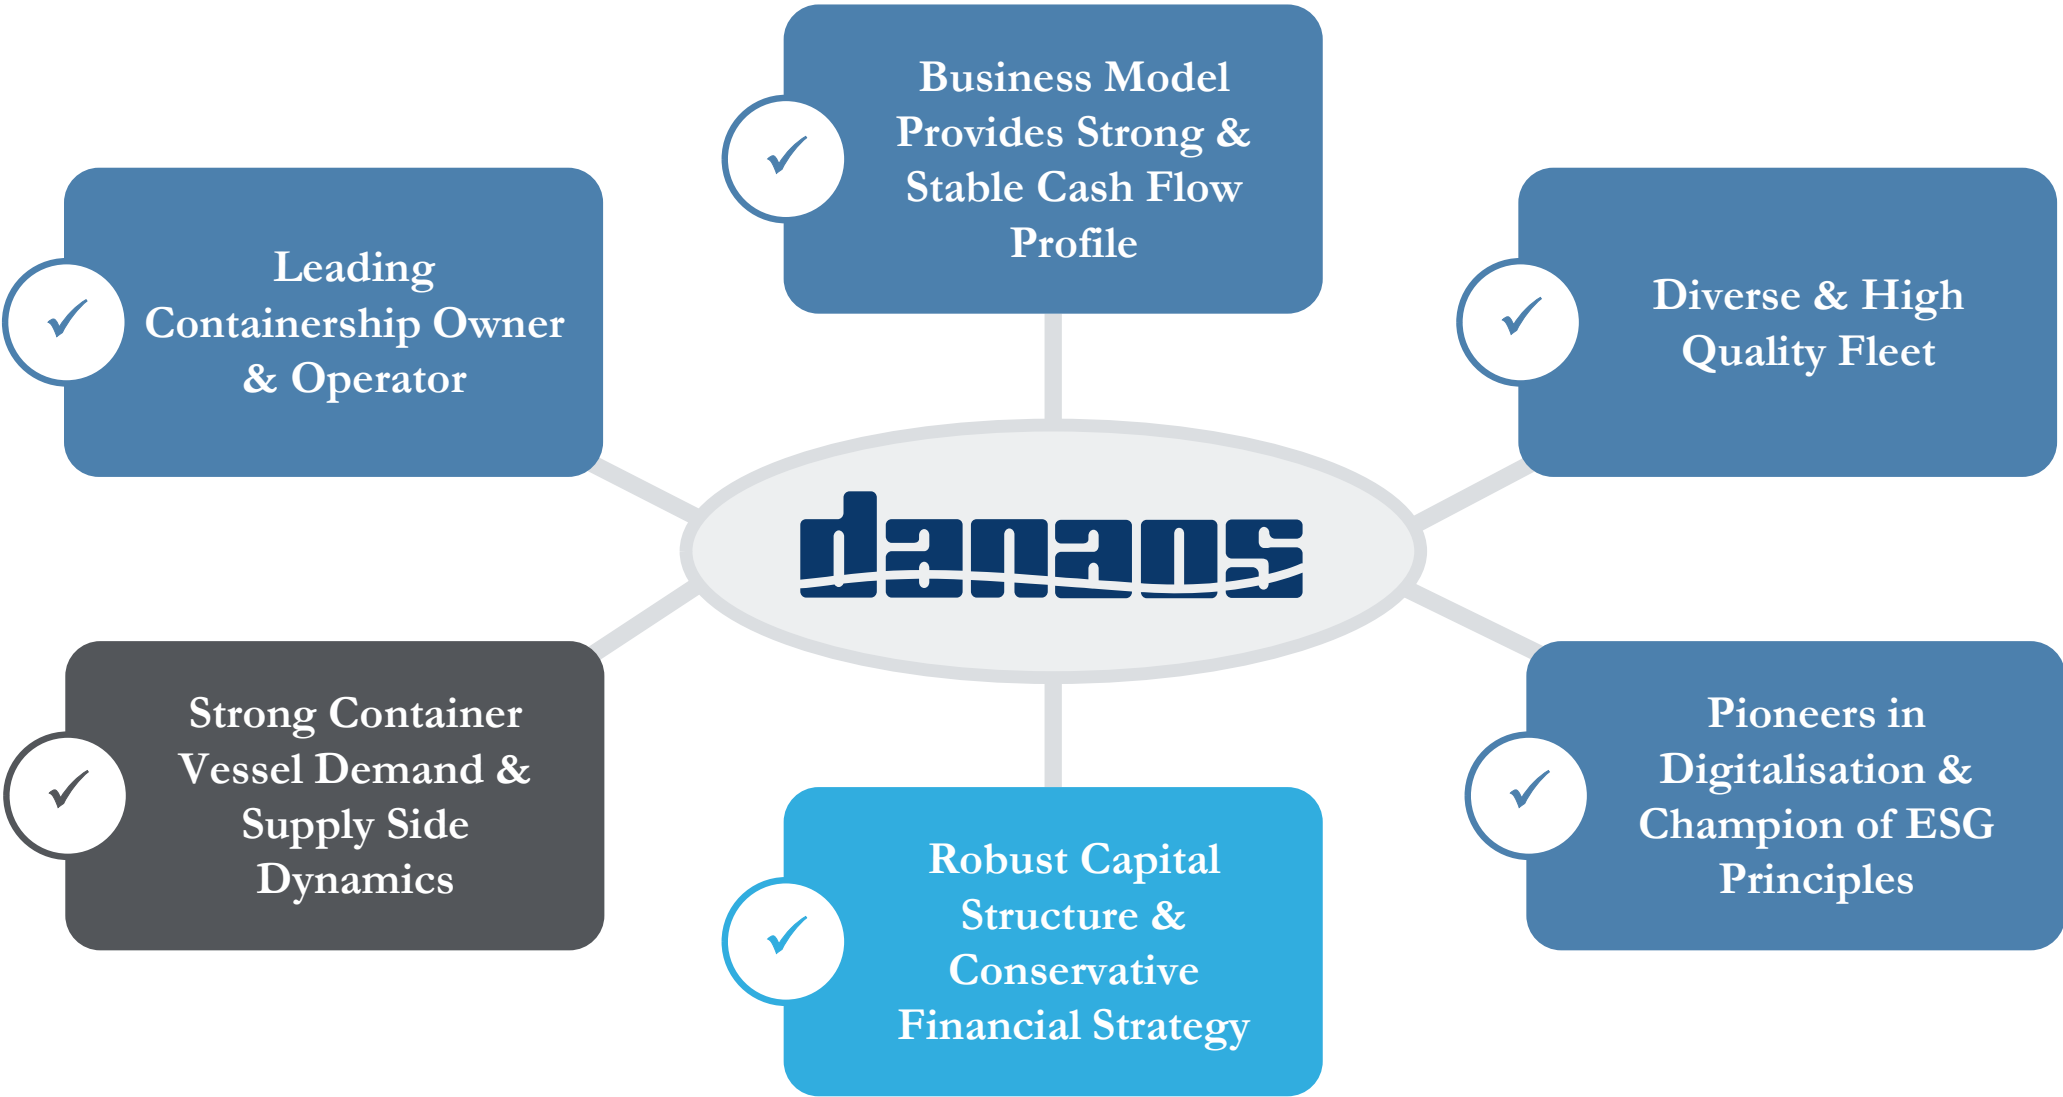 Business Model
Provides Strong &
Stable Cash Flow
Profile
Leading
Containership Owner
& Operator
Diverse & High
Quality Fleet
danaos
Strong Container
Vessel Demand &
Supply Side
Dynamics
Robust Capital
Structure &
Conservative
Financial Strategy
Pioneers in
Digitalisation &
Champion of ESG
Principles